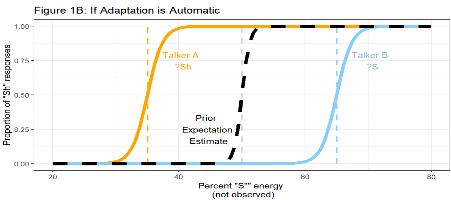 Figure 1B: If Adaptation is Automatic
Proportion of "Sh" responses
1.00
0.75
0.50
0.25
0.00
Talker A
?Sh
Talker B
?S
Prior
Expectation
Estimate
20
40
60
80
Percent "S"" energy
(not observed)